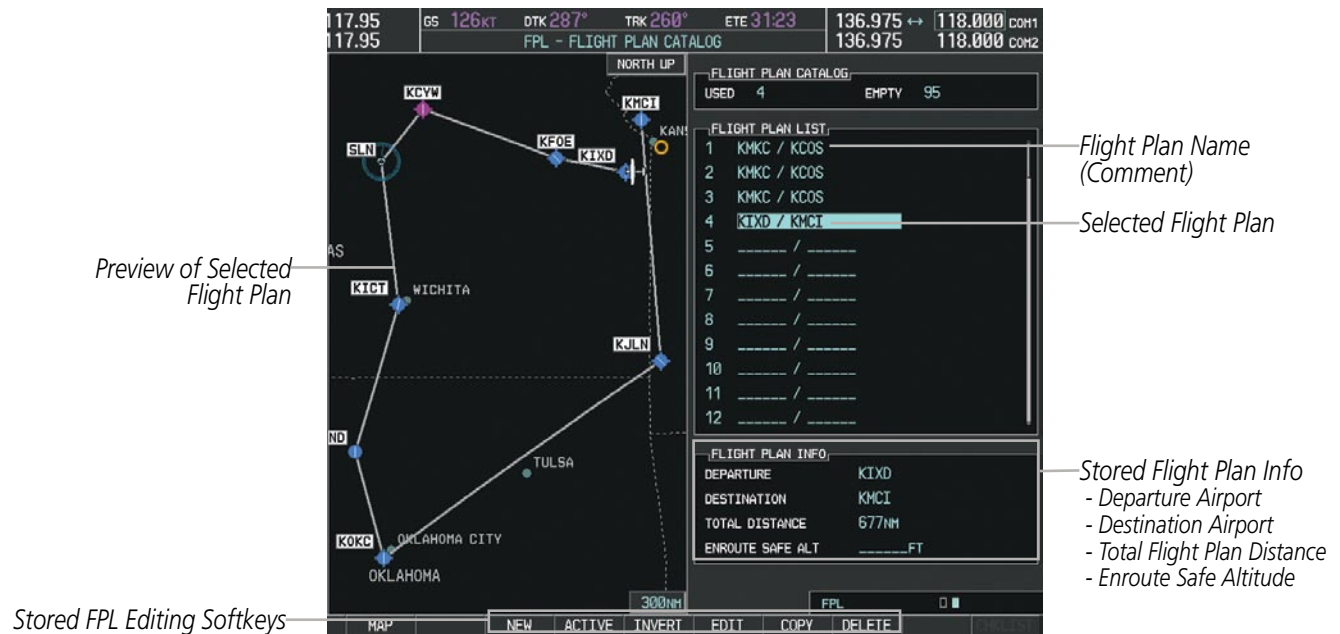 117.95
117.95
GS 126KT DTK 287° TRK 260° ETE 31:23
FPL - FLIGHT PLAN CATALOG
136.975 ↔ 118.000 COM1
136.975 118.000 COM2
NORTH UP
KCYW
KMCI
KANS
KFOE
KIXD
SLN
AS
KICT
WICHITA
KJLN
ND
TULSA
KOKC
OKLAHOMA CITY
OKLAHOMA
300NM
FLIGHT PLAN CATALOG
USED 4 EMPTY 95
FLIGHT PLAN LIST
1 KMKC / KCOS
2 KMKC / KCOS
3 KMKC / KCOS
4 KIXD / KMCI
5 ______ / ______
6 ______ / ______
7 ______ / ______
8 ______ / ______
9 ______ / ______
10 ______ / ______
11 ______ / ______
12 ______ / ______
FLIGHT PLAN INFO
DEPARTURE KIXD
DESTINATION KMCI
TOTAL DISTANCE 677NM
ENROUTE SAFE ALT ______FT
FPL
MAP NEW ACTIVE INVERT EDIT COPY DELETE CHKLIST
Preview of Selected
Flight Plan
Stored FPL Editing Softkeys
Flight Plan Name
(Comment)
Selected Flight Plan
Stored Flight Plan Info
- Departure Airport
- Destination Airport
- Total Flight Plan Distance
- Enroute Safe Altitude